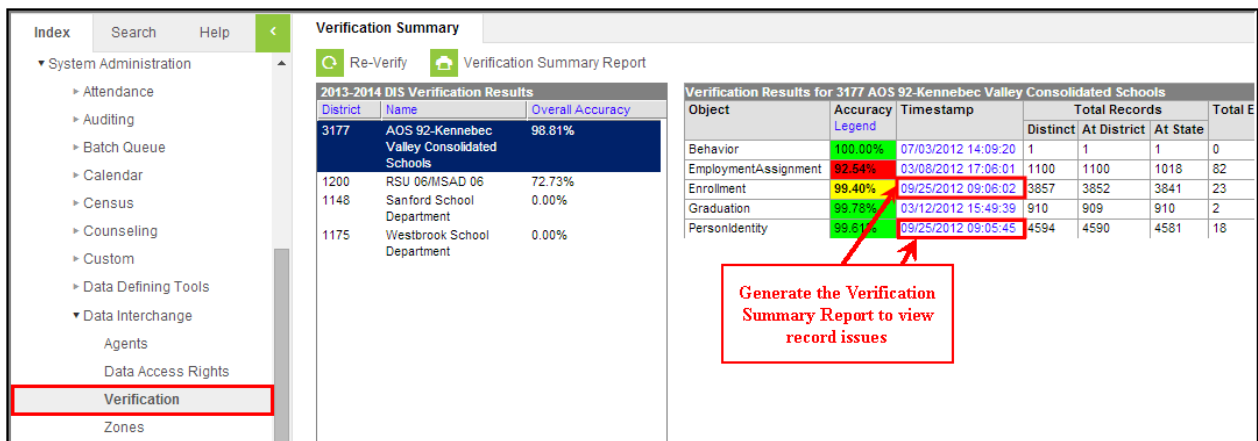 Index Search Help
System Administration
Attendance
Auditing
Batch Queue
Calendar
Census
Counseling
Custom
Data Defining Tools
Data Interchange
Agents
Data Access Rights
Verification
Zones
Verification Summary
Re-Verify Verification Summary Report
2013-2014 DIS Verification Results
District Name Overall Accuracy
3177 AOS 92-Kennebec 98.81%
Valley Consolidated
Schools
1200 RSU 06/MSAD 06 72.73%
1148 Sanford School 0.00%
Department
1175 Westbrook School 0.00%
Department
Verification Results for 3177 AOS 92-Kennebec Valley Consolidated Schools
Object Accuracy Timestamp Total Records Total E
Legend Distinct At District At State
Behavior 100.00% 07/03/2012 14:09:20 1 1 1 0
EmploymentAssignment 92.54% 03/08/2012 17:06:01 1100 1100 1018 82
Enrollment 99.40% 09/25/2012 09:06:02 3857 3852 3841 23
Graduation 99.78% 03/12/2012 15:49:39 910 909 910 2
PersonIdentity 99.61% 09/25/2012 09:05:45 4594 4590 4581 18
Generate the Verification
Summary Report to view
record issues